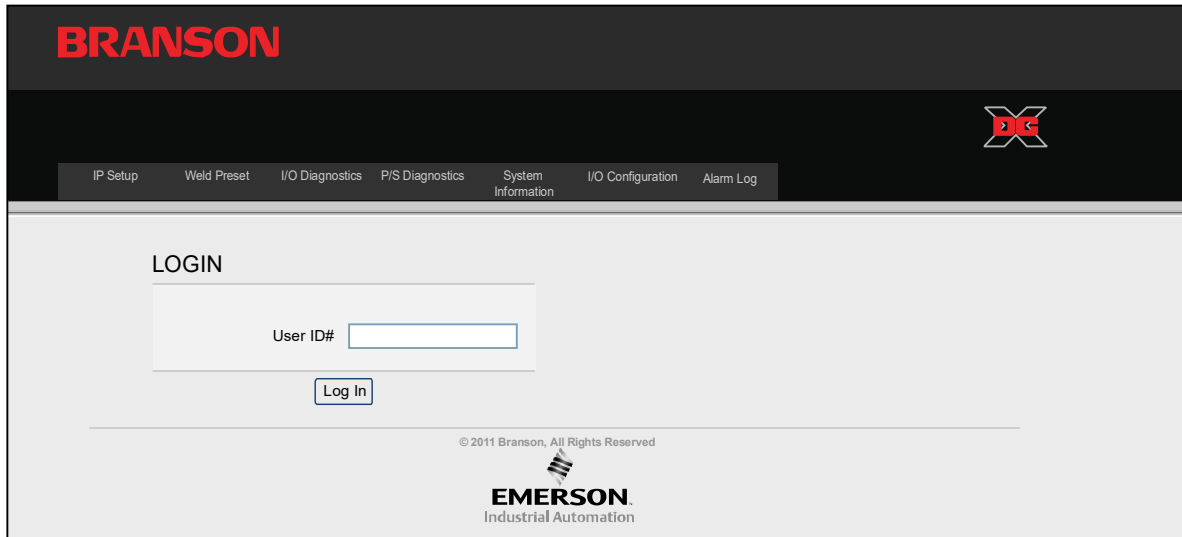 BRANSON
DCX
IP Setup Weld Preset I/O Diagnostics P/S Diagnostics System Information I/O Configuration Alarm Log
LOGIN
User ID#
Log In
© 2011 Branson, All Rights Reserved
EMERSON.
Industrial Automation